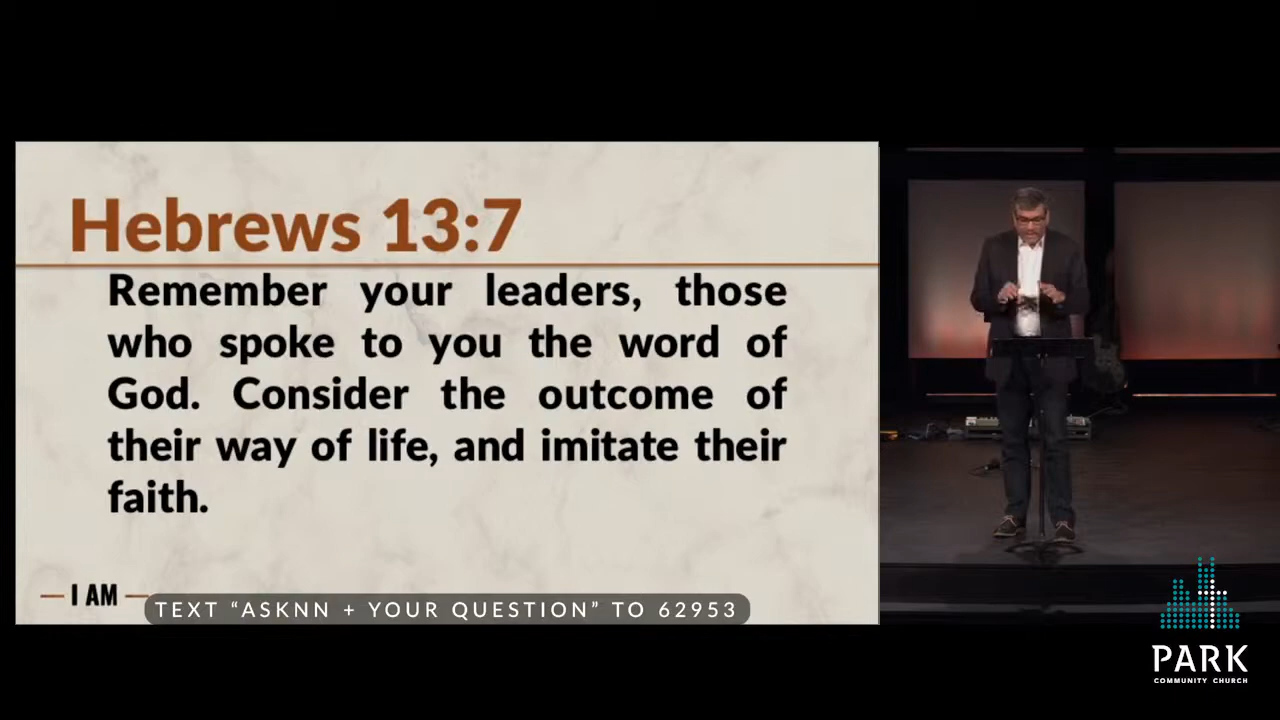 Hebrews 13:7
Remember your leaders, those
who spoke to you the word of
God. Consider the outcome of
their way of life, and imitate their
faith.
I AM
TEXT “ASKNN + YOUR QUESTION” TO 62953
PARK
COMMUNITY CHURCH